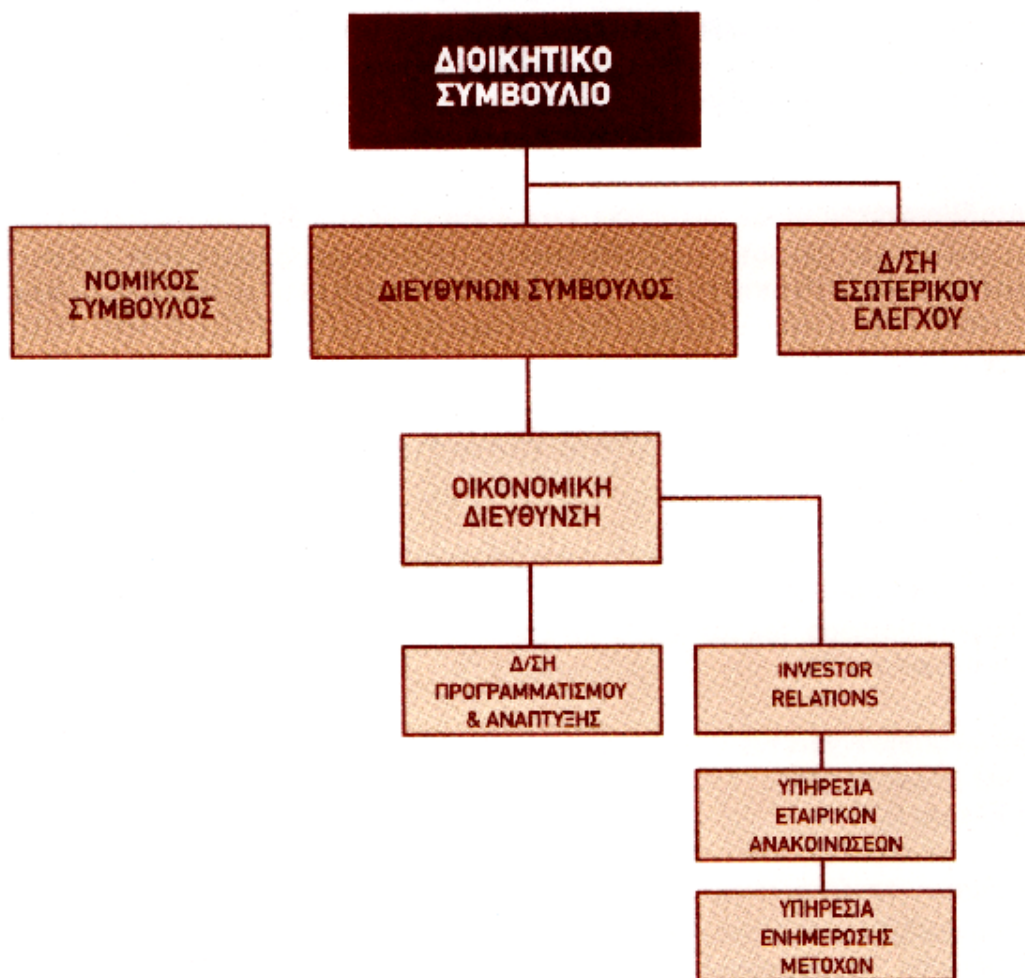 ΔΙΟΙΚΗΤΙΚΟ
ΣΥΜΒΟΥΛΙΟ
ΝΟΜΙΚΟΣ
ΣΥΜΒΟΥΛΟΣ
ΔΙΕΥΘΥΝΩΝ ΣΥΜΒΟΥΛΟΣ
Δ/ΣΗ
ΕΣΩΤΕΡΙΚΟΥ
ΕΛΕΓΧΟΥ
ΟΙΚΟΝΟΜΙΚΗ
ΔΙΕΥΘΥΝΣΗ
Δ/ΣΗ
ΠΡΟΓΡΑΜΜΑΤΙΣΜΟΥ
& ΑΝΑΠΤΥΞΗΣ
INVESTOR
RELATIONS
ΥΠΗΡΕΣΙΑ
ΕΤΑΙΡΙΚΩΝ
ΑΝΑΚΟΙΝΩΣΕΩΝ
ΥΠΗΡΕΣΙΑ
ΕΝΗΜΕΡΩΣΗΣ
ΜΕΤΟΧΩΝ